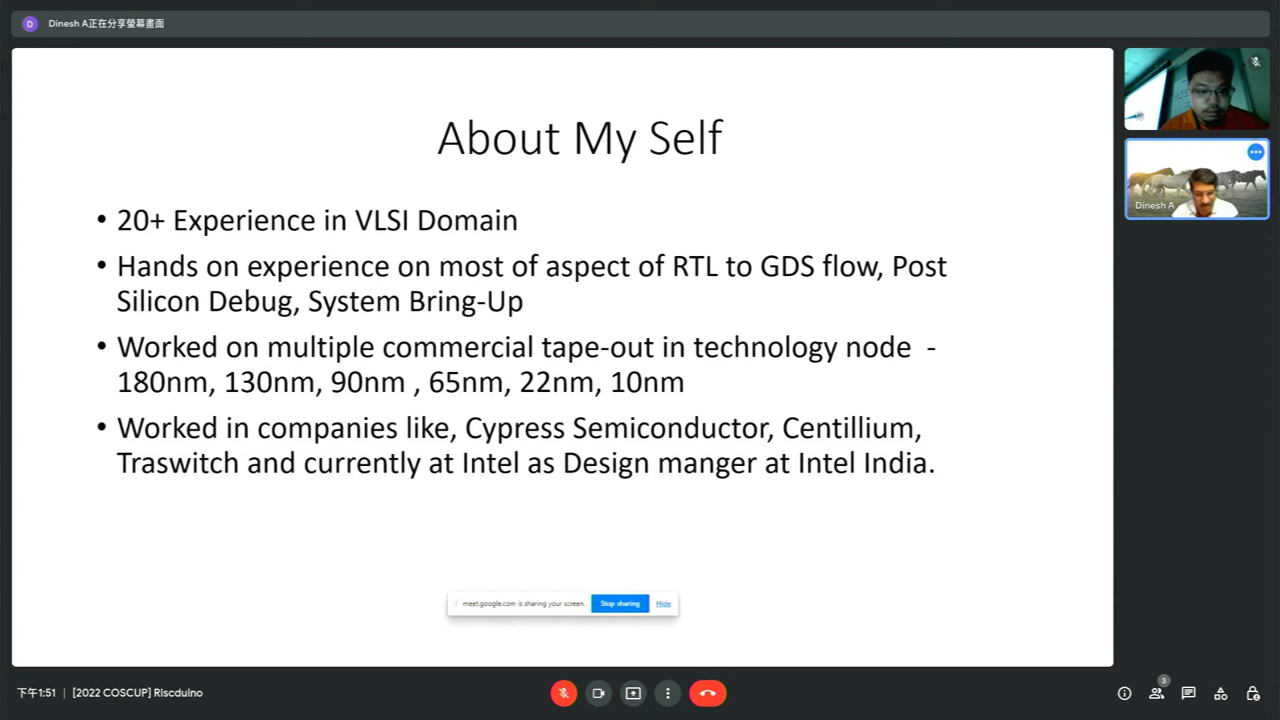 D
Dinesh A正在分享螢幕畫面
About My Self
• 20+ Experience in VLSI Domain
• Hands on experience on most of aspect of RTL to GDS flow, Post
Silicon Debug, System Bring-Up
• Worked on multiple commercial tape-out in technology node -
180nm, 130nm, 90nm , 65nm, 22nm, 10nm
• Worked in companies like, Cypress Semiconductor, Centillium,
Traswitch and currently at Intel as Design manger at Intel India.
meet.google.com is sharing your screen. Stop sharing Hide
Dinesh A
下午1:51 | [2022 COSCUP] Riscduino
3